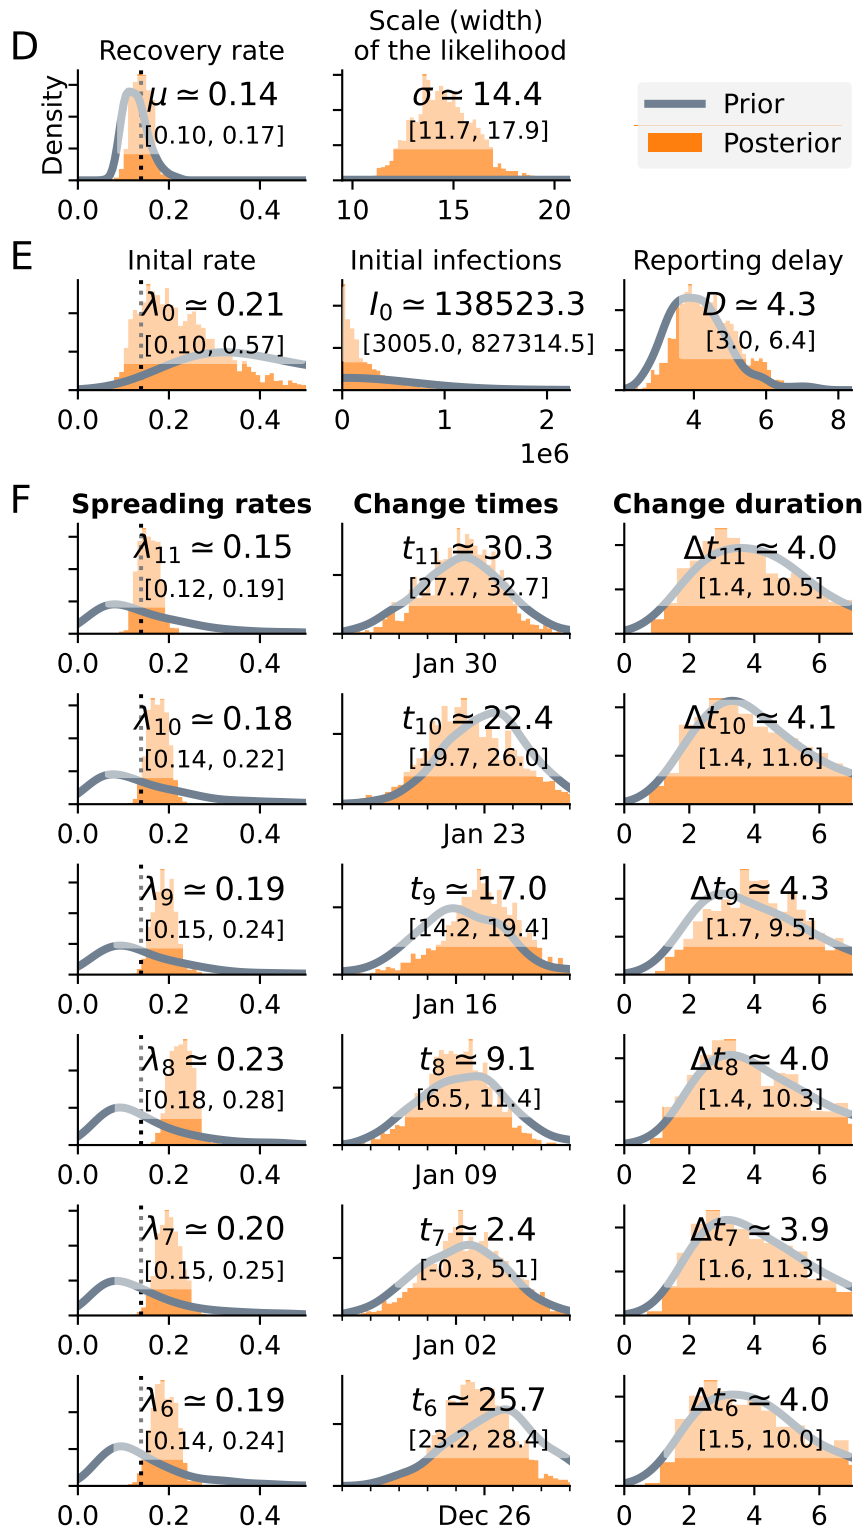 D
Recovery rate
Scale (width)
of the likelihood
Density
μ ≃ 0.14
[0.10, 0.17]
0.0 0.2 0.4
σ ≃ 14.4
[11.7, 17.9]
10 15 20
Prior
Posterior
E
Inital rate
λ0 ≃ 0.21
[0.10, 0.57]
0.0 0.2 0.4
Initial infections
I0 ≃ 138523.3
[3005.0, 827314.5]
0 1 2
1e6
Reporting delay
D ≃ 4.3
[3.0, 6.4]
4 6 8
F
Spreading rates Change times Change duration
λ11 ≃ 0.15
[0.12, 0.19]
0.0 0.2 0.4
t11 ≃ 30.3
[27.7, 32.7]
Jan 30
Δt11 ≃ 4.0
[1.4, 10.5]
0 2 4 6
λ10 ≃ 0.18
[0.14, 0.22]
0.0 0.2 0.4
t10 ≃ 22.4
[19.7, 26.0]
Jan 23
Δt10 ≃ 4.1
[1.4, 11.6]
0 2 4 6
λ9 ≃ 0.19
[0.15, 0.24]
0.0 0.2 0.4
t9 ≃ 17.0
[14.2, 19.4]
Jan 16
Δt9 ≃ 4.3
[1.7, 9.5]
0 2 4 6
λ8 ≃ 0.23
[0.18, 0.28]
0.0 0.2 0.4
t8 ≃ 9.1
[6.5, 11.4]
Jan 09
Δt8 ≃ 4.0
[1.4, 10.3]
0 2 4 6
λ7 ≃ 0.20
[0.15, 0.25]
0.0 0.2 0.4
t7 ≃ 2.4
[-0.3, 5.1]
Jan 02
Δt7 ≃ 3.9
[1.6, 11.3]
0 2 4 6
λ6 ≃ 0.19
[0.14, 0.24]
0.0 0.2 0.4
t6 ≃ 25.7
[23.2, 28.4]
Dec 26
Δt6 ≃ 4.0
[1.5, 10.0]
0 2 4 6